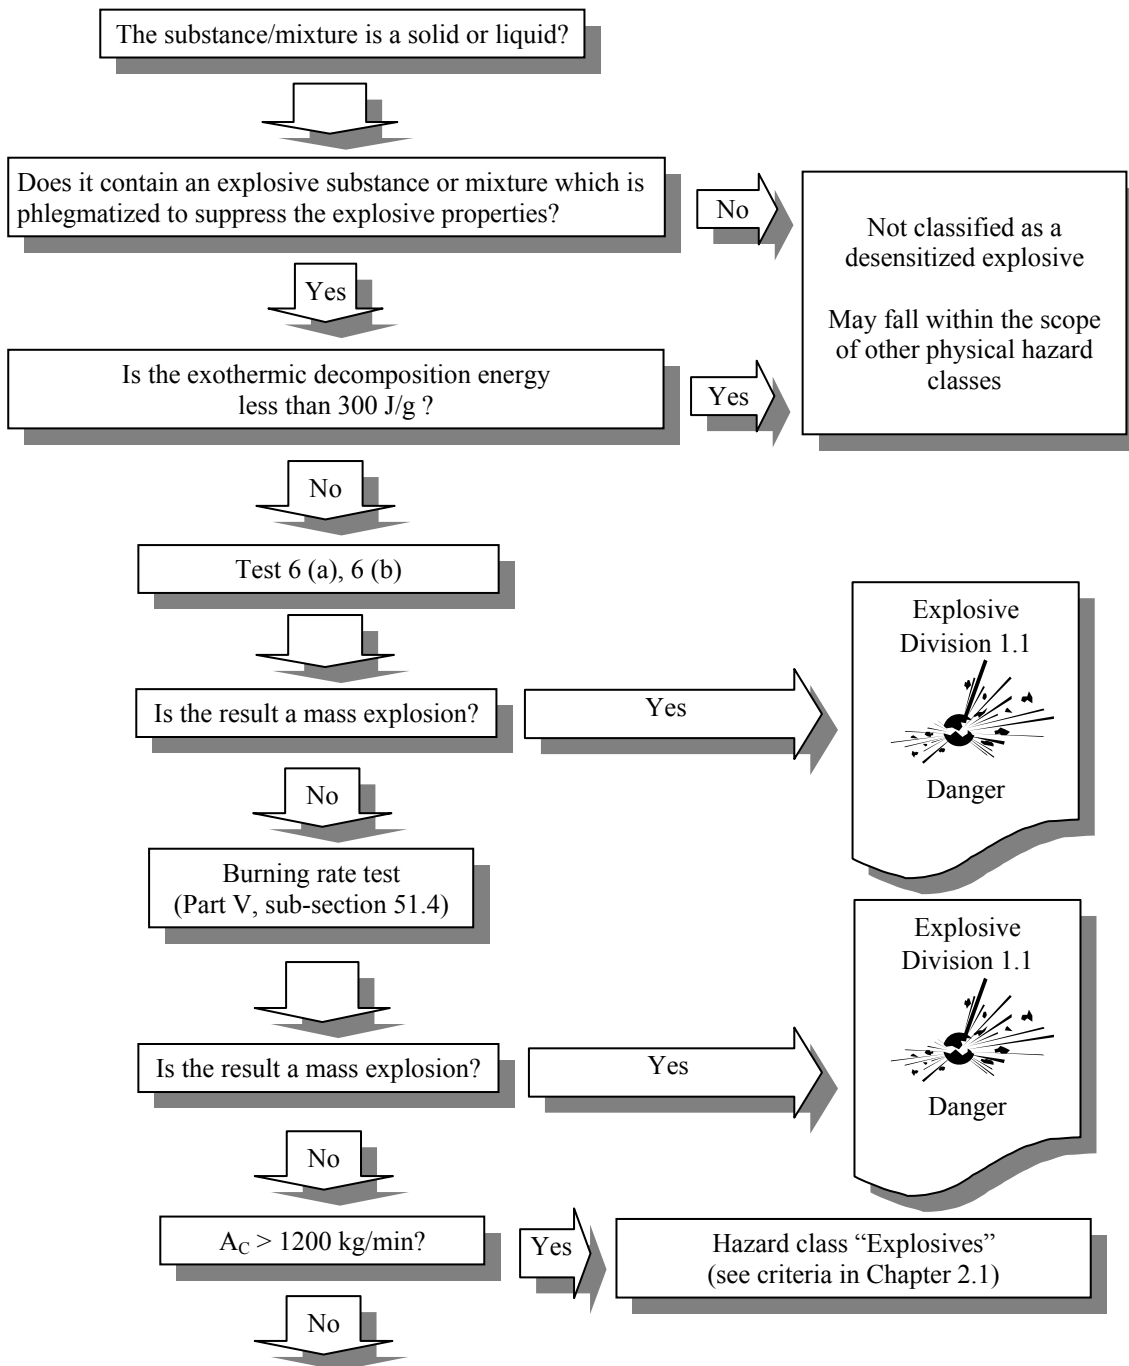 The substance/mixture is a solid or liquid?
Does it contain an explosive substance or mixture which is
phlegmatized to suppress the explosive properties?
No
Not classified as a
desensitized explosive
May fall within the scope
of other physical hazard
classes
Yes
Is the exothermic decomposition energy
less than 300 J/g ?
Yes
No
Test 6 (a), 6 (b)
Is the result a mass explosion?
Yes
Explosive
Division 1.1
Danger
No
Burning rate test
(Part V, sub-section 51.4)
Is the result a mass explosion?
Yes
Explosive
Division 1.1
Danger
No
AC > 1200 kg/min?
Yes
Hazard class “Explosives”
(see criteria in Chapter 2.1)
No